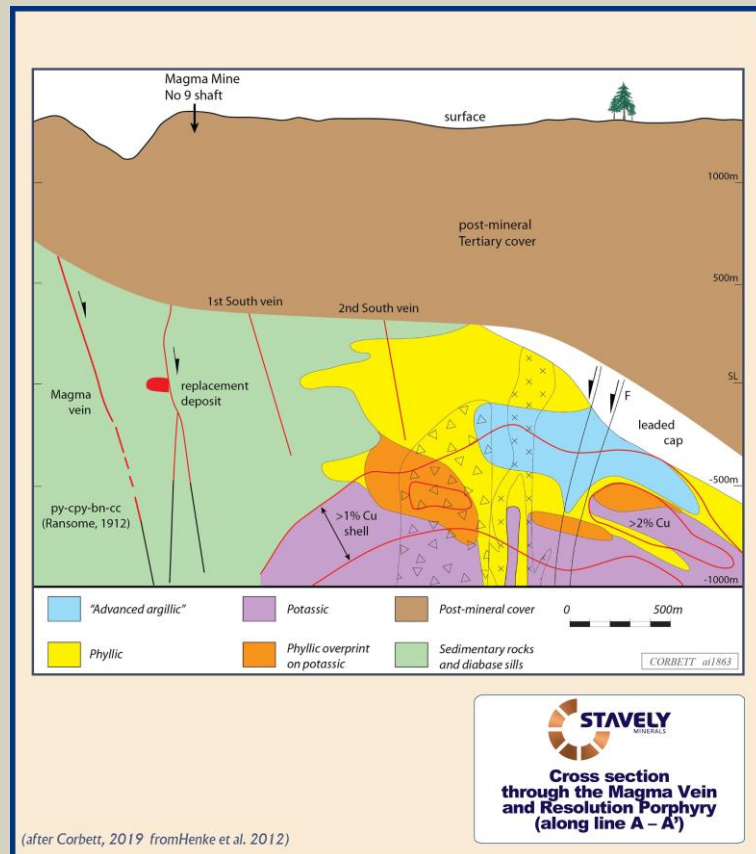 Magma Mine
No 9 shaft
surface
1000m
post-mineral
Tertiary cover
500m
1st South vein
2nd South vein
SL
Magma
vein
replacement
deposit
F
leaded
cap
-500m
py-cpy-bn-cc
(Ransome, 1912)
>1% Cu
shell
>2% Cu
-1000m
"Advanced argillic"
Potassic
Post-mineral cover
0 500m
Phyllic
Phyllic overprint
on potassic
Sedimentary rocks
and diabase sills
CORBETT ai1863
STAVELY
MINERALS
Cross section
through the Magma Vein
and Resolution Porphyry
(along line A – A')
(after Corbett, 2019 fromHenke et al. 2012)